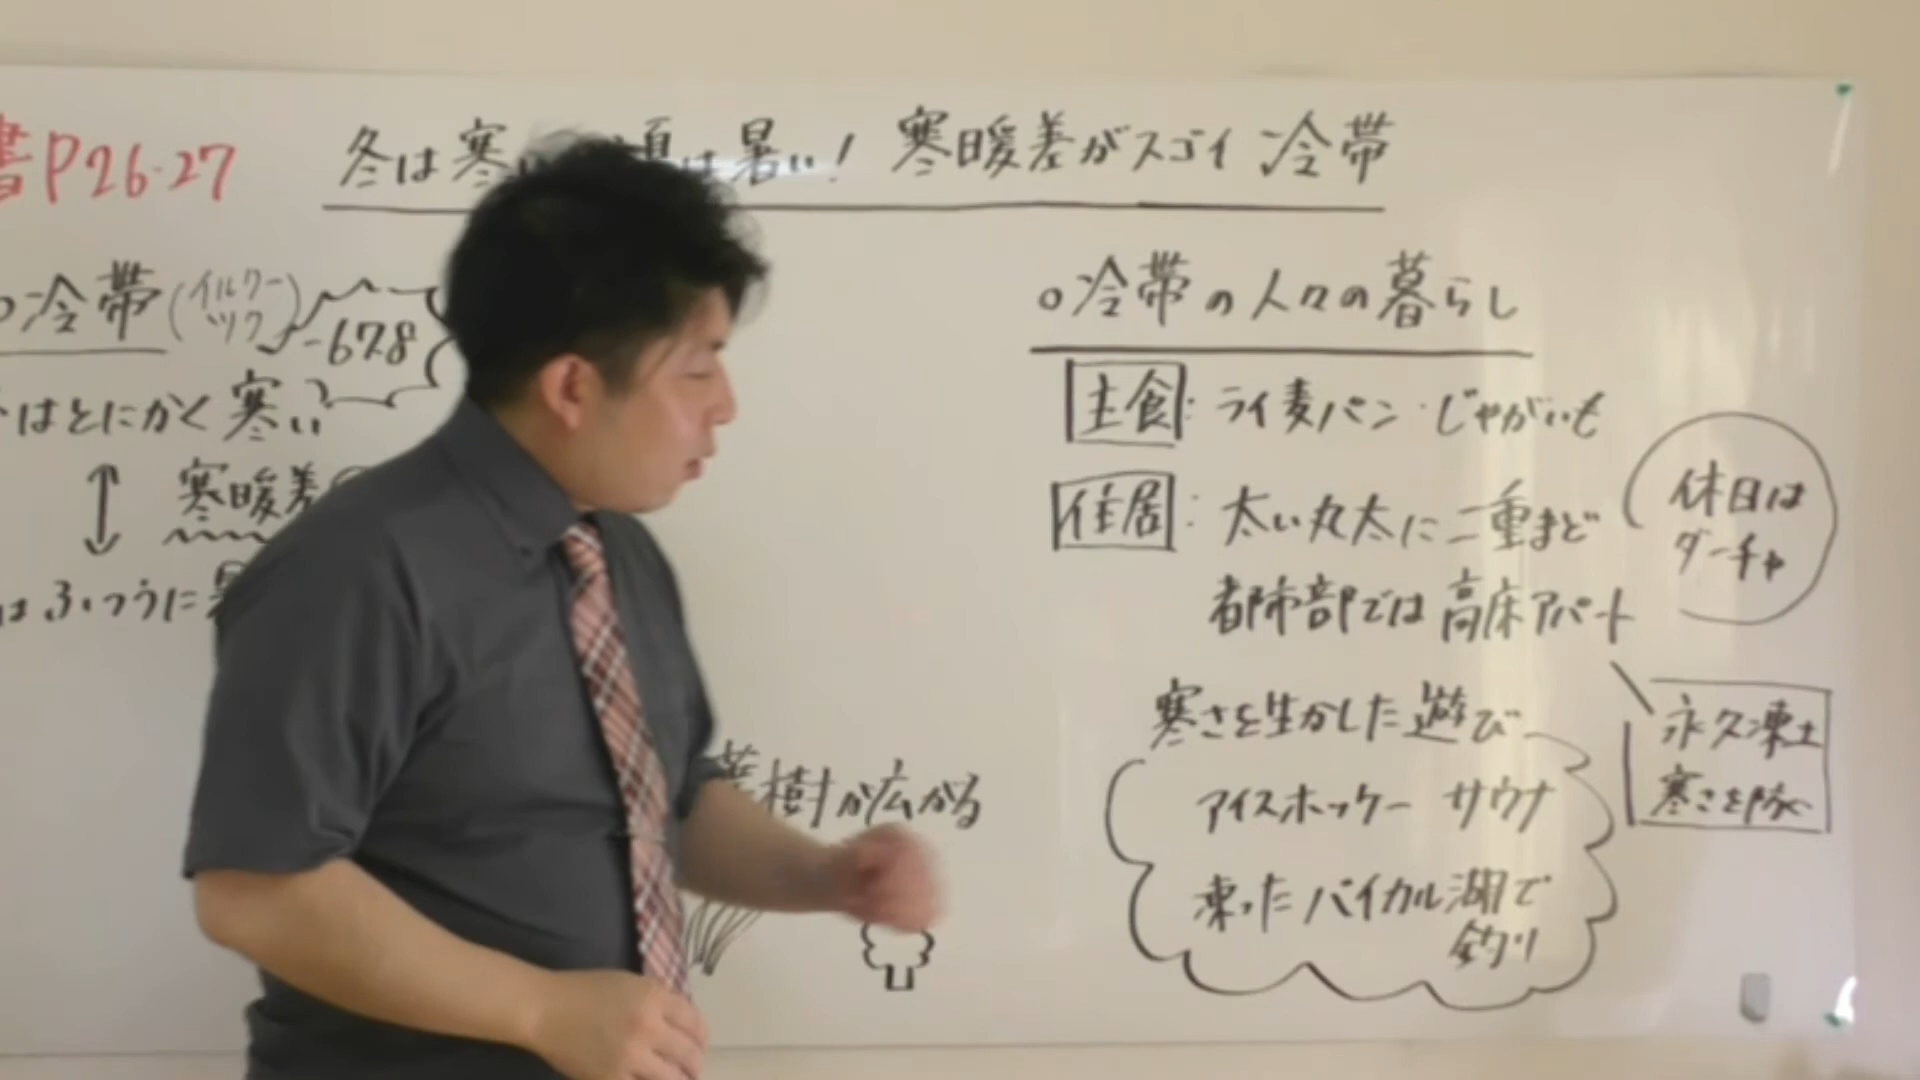 書P26・27
冬は寒 は暑い! 寒暖差がスゴイ冷帯
○冷帯(イルクーツク)
-67.8
はとにかく寒い
寒暖差
はふつうに暑
樹が広がる
○冷帯の人々の暮らし
主食:ライ麦パン・じゃがいも
住居:太い丸太に二重まど
都市部では高床アパート
休日は
ダーチャ
永久凍土
寒さを防ぐ
寒さを生かした遊び
アイスホッケー サウナ
凍ったバイカル湖で
釣り